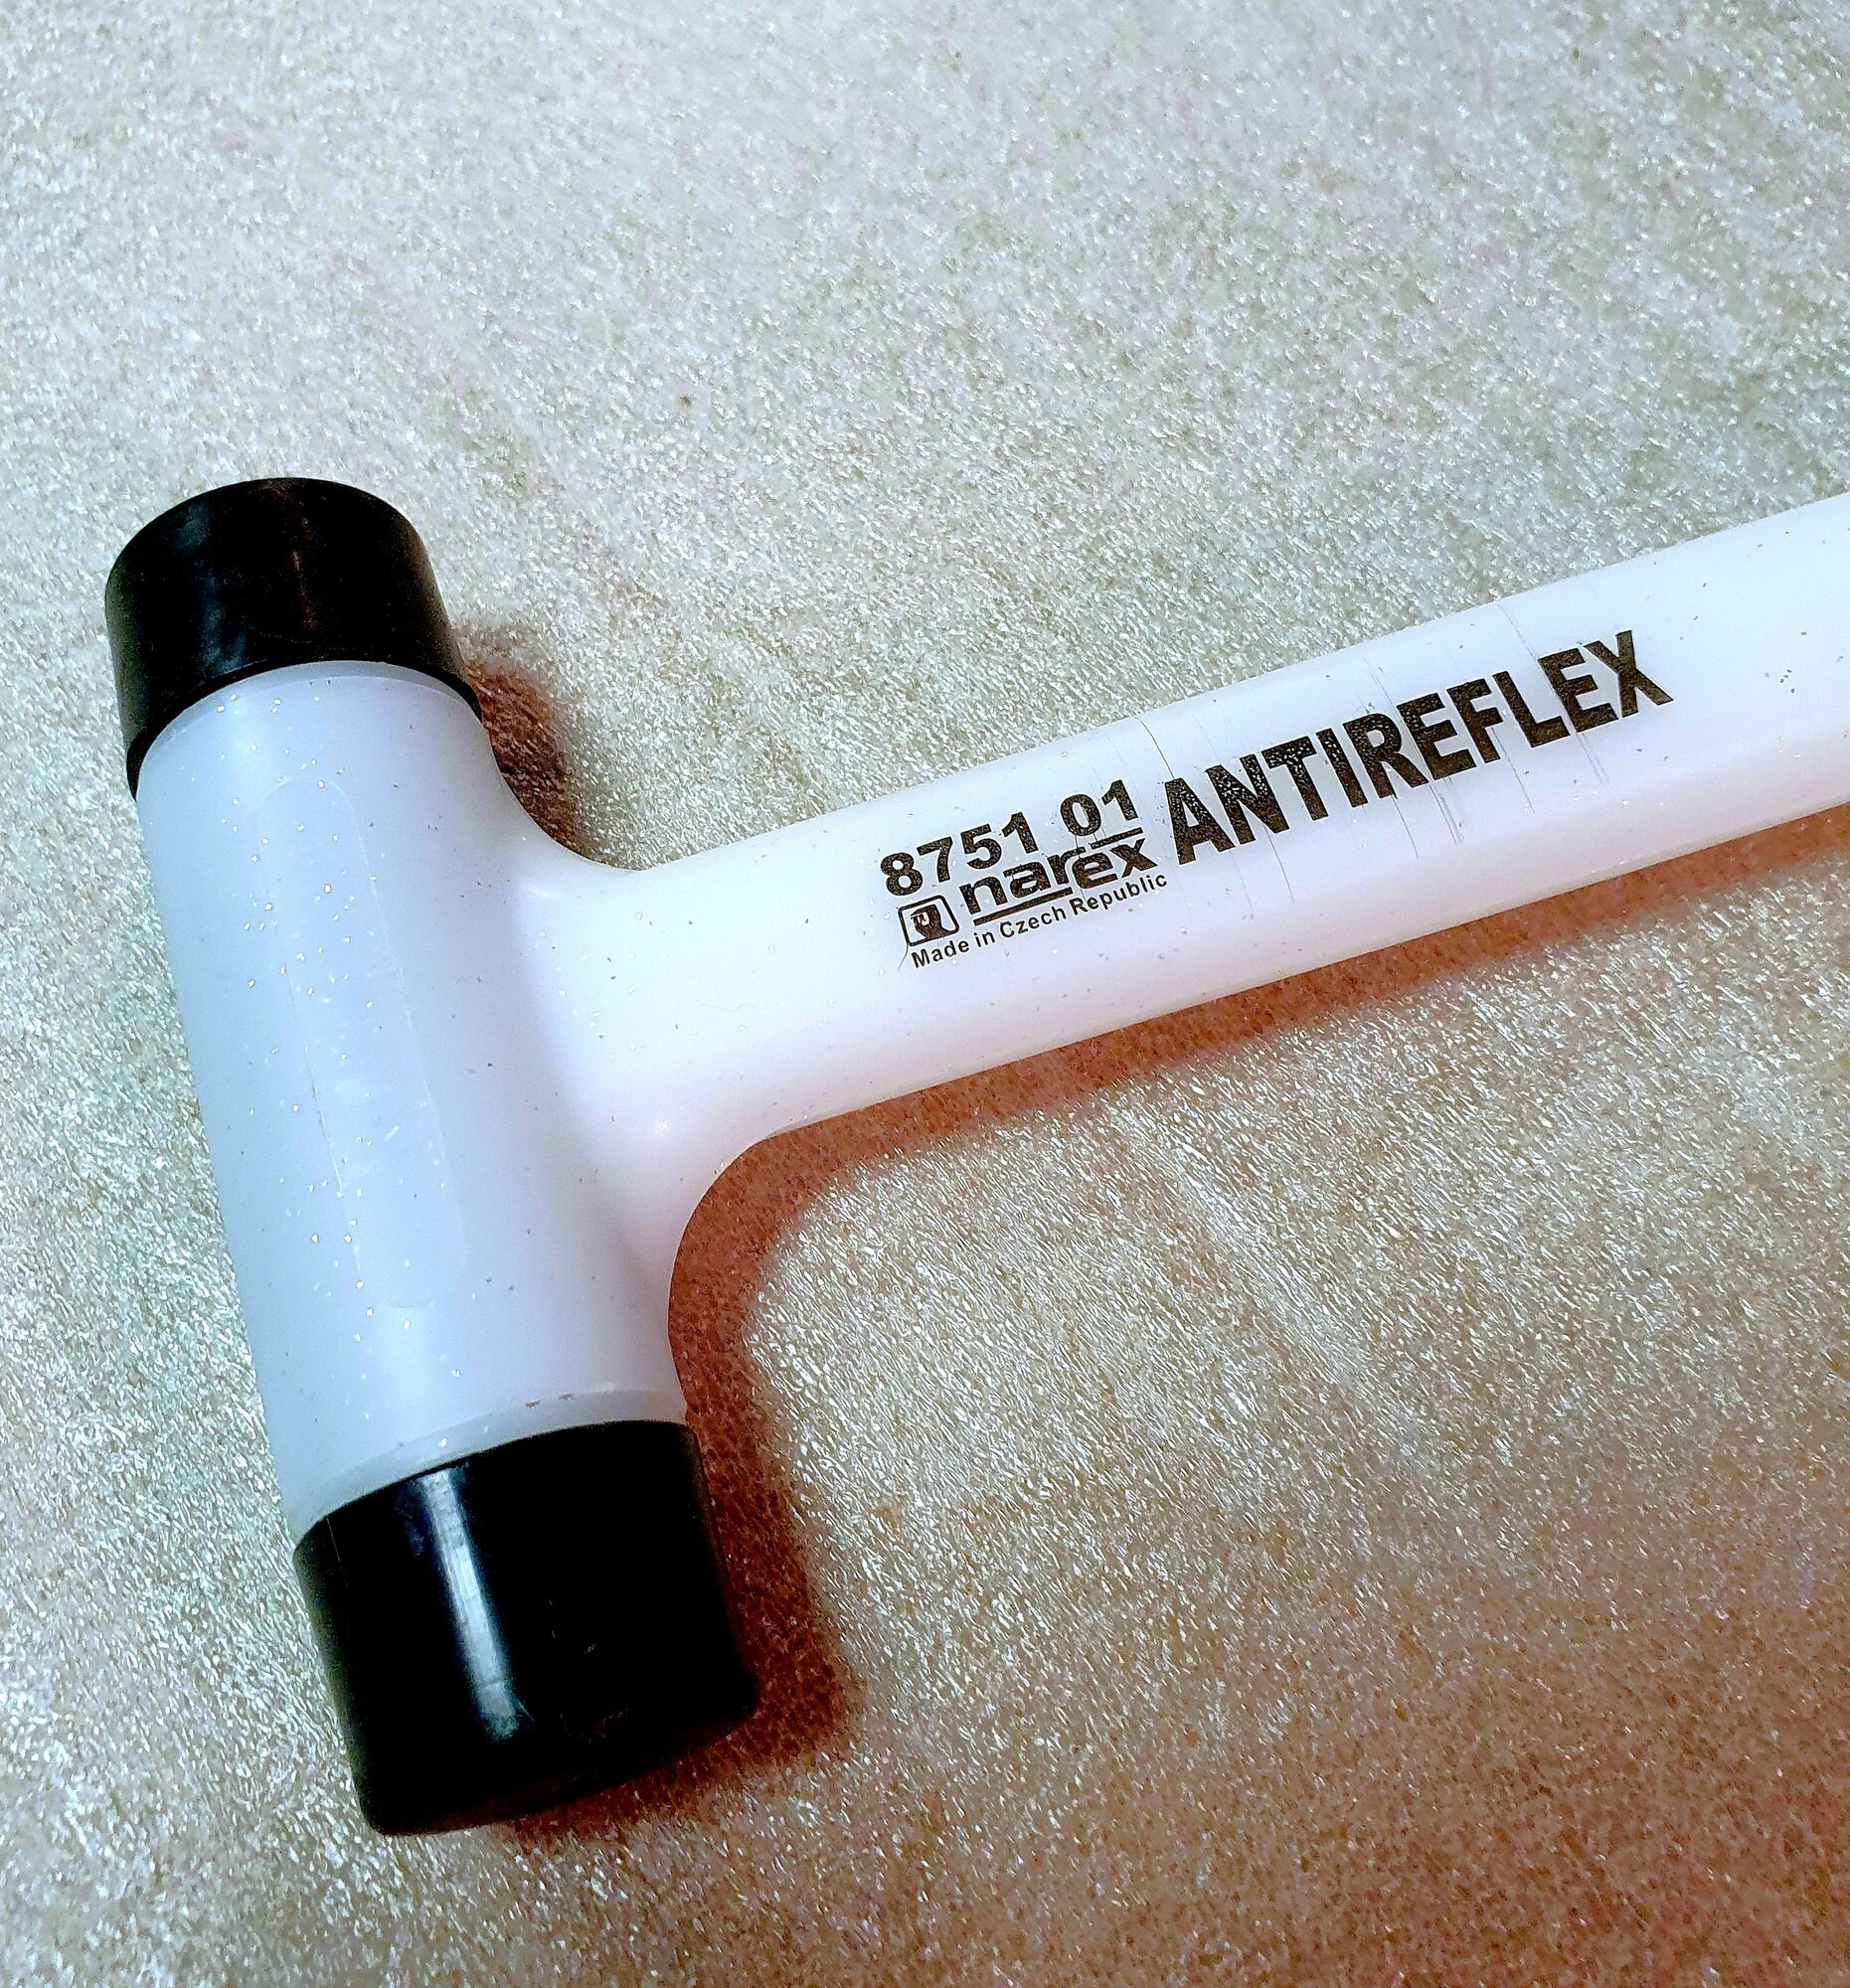 8751 01
narex
Made in Czech Republic
ANTIREFLEX